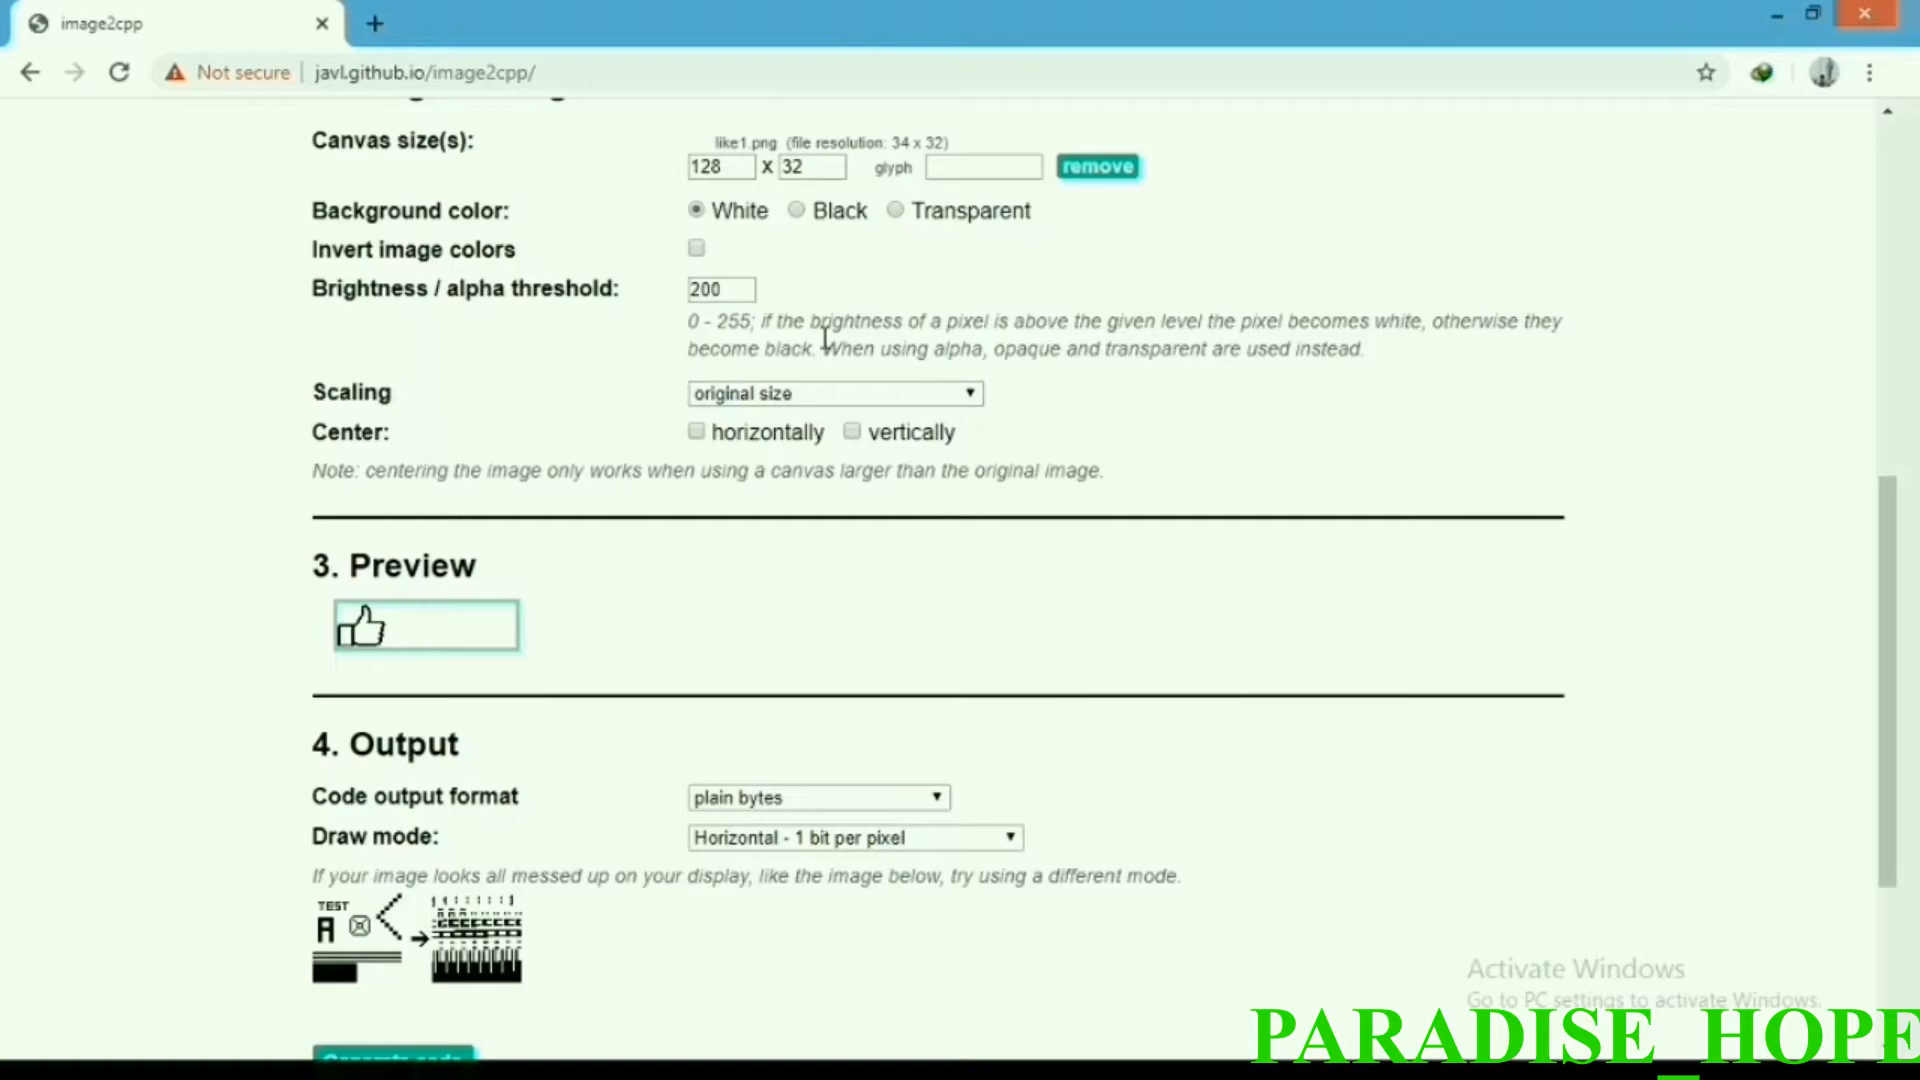 image2cpp
Not secure javl.github.io/image2cpp/
Canvas size(s):
like1.png (file resolution: 34 x 32)
128 x 32 glyph remove
Background color: White Black Transparent
Invert image colors
Brightness / alpha threshold: 200
0 - 255; if the brightness of a pixel is above the given level the pixel becomes white, otherwise they
become black. When using alpha, opaque and transparent are used instead.
Scaling original size
Center: horizontally vertically
Note: centering the image only works when using a canvas larger than the original image.
3. Preview
4. Output
Code output format plain bytes
Draw mode: Horizontal - 1 bit per pixel
If your image looks all messed up on your display, like the image below, try using a different mode.
TEST
A
Activate Windows
Go to PC settings to activate Windows.
PARADISE_HOPE
Generate code